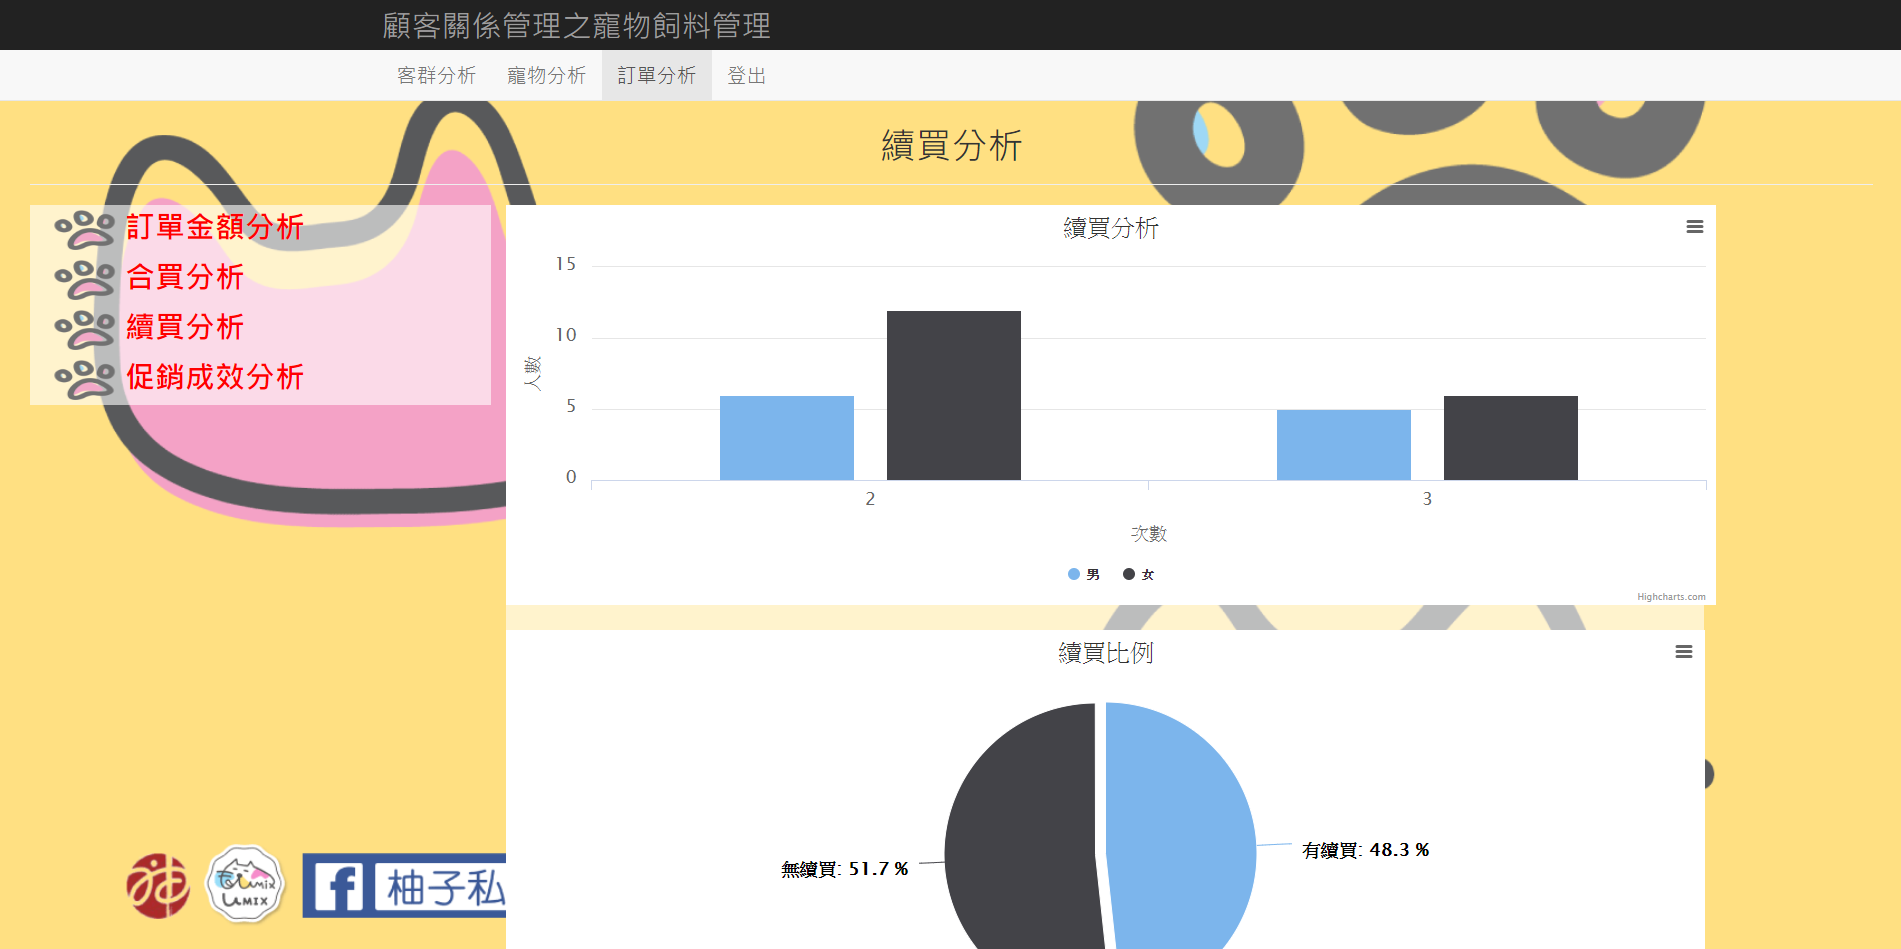 顧客關係管理之寵物飼料管理
客群分析 寵物分析 訂單分析 登出
續買分析
訂單金額分析
合買分析
續買分析
促銷成效分析
續買分析
15
10
5
0
人數
2 3
次數
男 女
Highcharts.com
續買比例
無續買: 51.7 %
有續買: 48.3 %
LMIX
f 柚子私